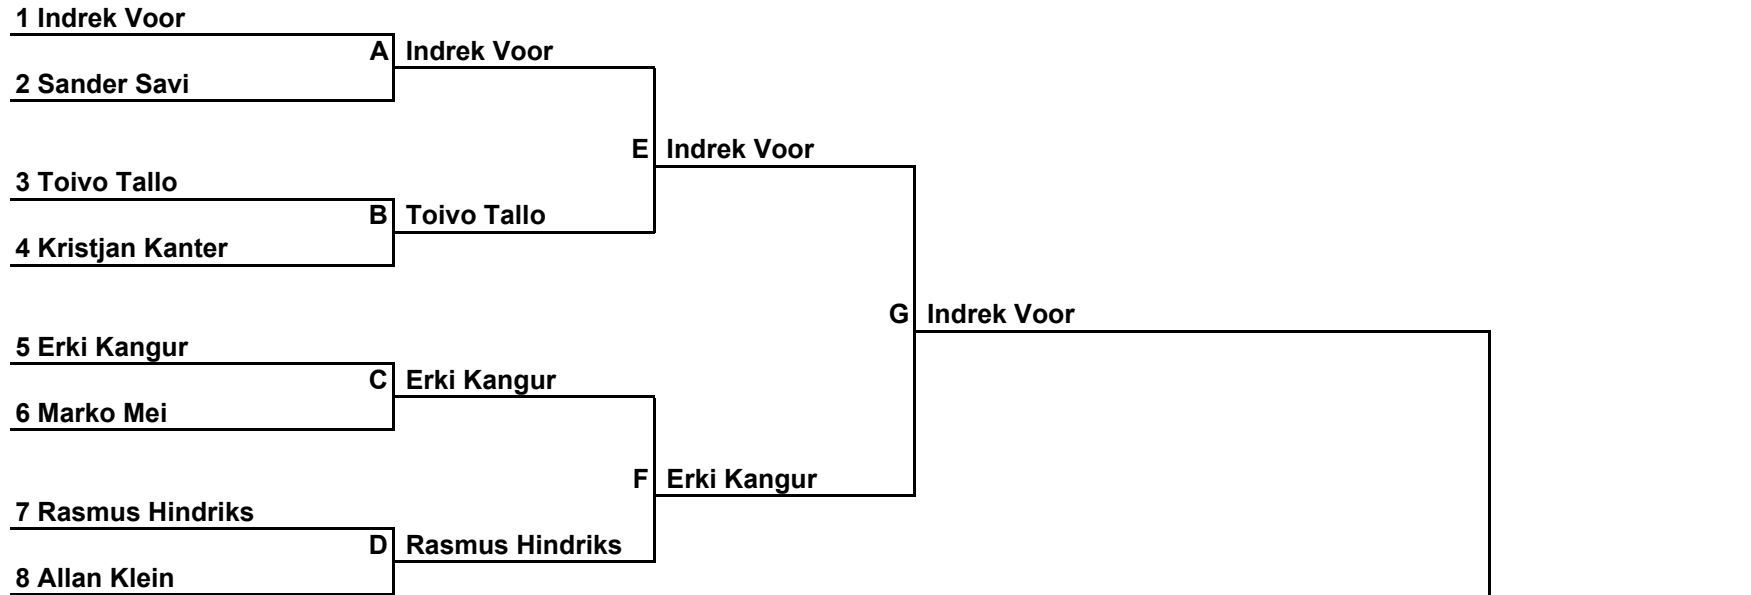 1 Indrek Voor
A Indrek Voor
2 Sander Savi
E Indrek Voor
3 Toivo Tallo
B Toivo Tallo
4 Kristjan Kanter
G Indrek Voor
5 Erki Kangur
C Erki Kangur
6 Marko Mei
F Erki Kangur
7 Rasmus Hindriks
D Rasmus Hindriks
8 Allan Klein